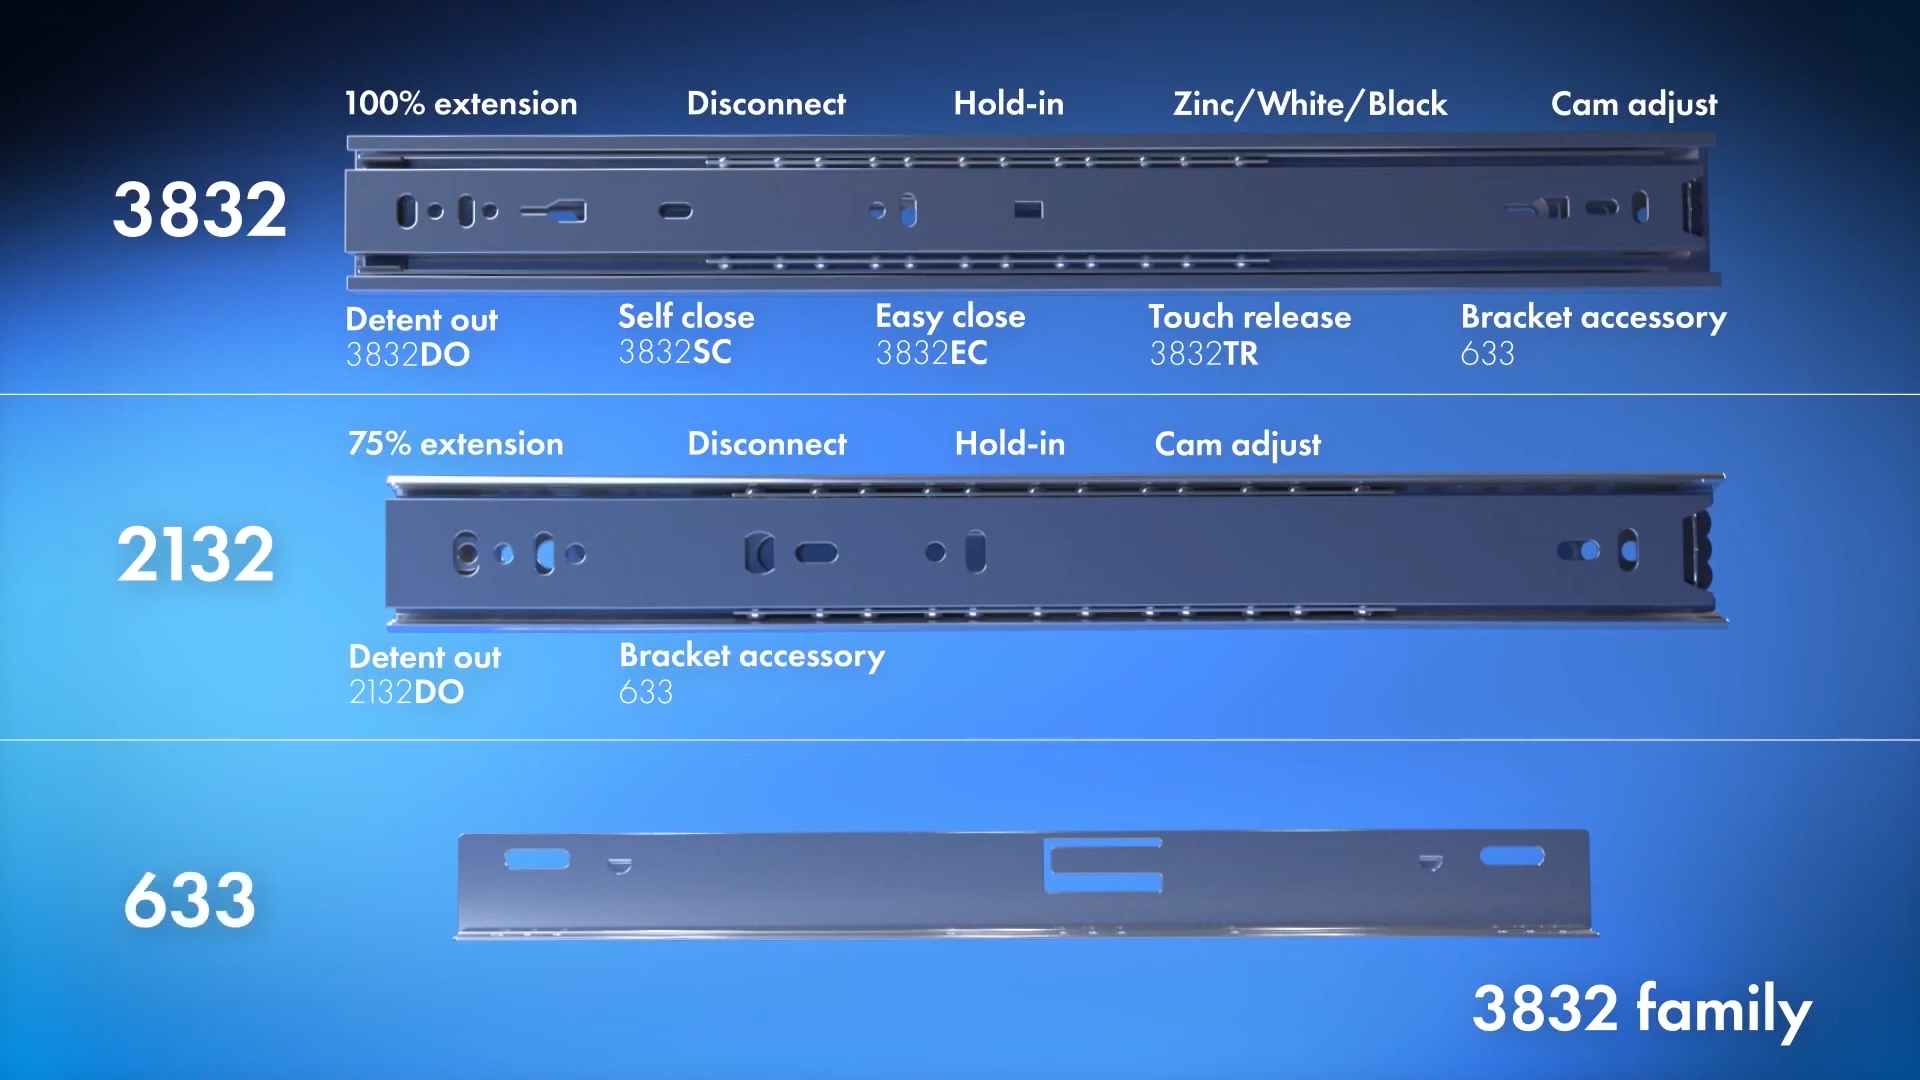 100% extension Disconnect Hold-in Zinc/White/Black Cam adjust
3832
Detent out Self close Easy close Touch release Bracket accessory
3832DO 3832SC 3832EC 3832TR 633
75% extension Disconnect Hold-in Cam adjust
2132
Detent out Bracket accessory
2132DO 633
633
3832 family